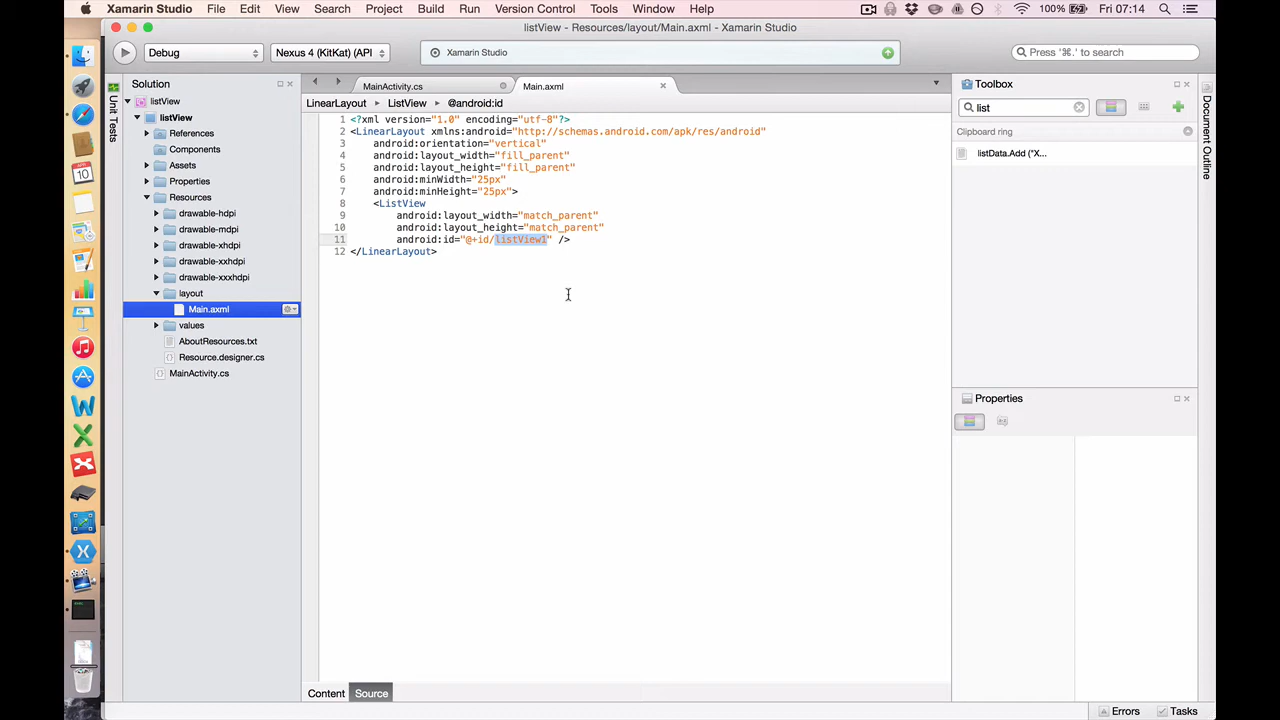 Xamarin Studio File Edit View Search Project Build Run Version Control Tools Window Help 100% Fri 07:14
listView - Resources/layout/Main.axml - Xamarin Studio
Debug Nexus 4 (KitKat) (API Xamarin Studio Press '⌘.' to search
Solution
listView
listView
References
Components
Assets
Properties
Resources
drawable-hdpi
drawable-mdpi
drawable-xhdpi
drawable-xxhdpi
drawable-xxxhdpi
layout
Main.axml
values
AboutResources.txt
Resource.designer.cs
MainActivity.cs
Unit Tests
MainActivity.cs Main.axml
LinearLayout ListView @android:id
1 <?xml version="1.0" encoding="utf-8"?>
2 <LinearLayout xmlns:android="http://schemas.android.com/apk/res/android"
3 android:orientation="vertical"
4 android:layout_width="fill_parent"
5 android:layout_height="fill_parent"
6 android:minWidth="25px"
7 android:minHeight="25px">
8 <ListView
9 android:layout_width="match_parent"
10 android:layout_height="match_parent"
11 android:id="@+id/listView1" />
12 </LinearLayout>
Content Source
Toolbox
list
Clipboard ring
listData.Add ("X...
Properties
Document Outline
Errors Tasks